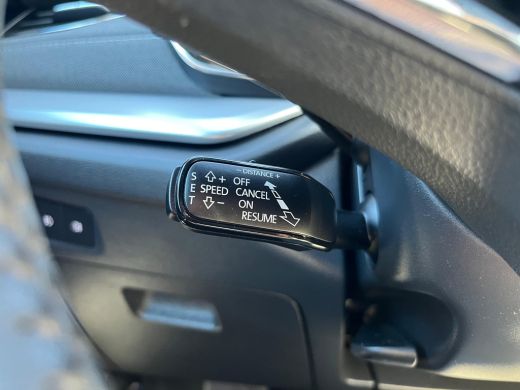 - DISTANCE +
S + OFF
E SPEED CANCEL
T - ON
RESUME